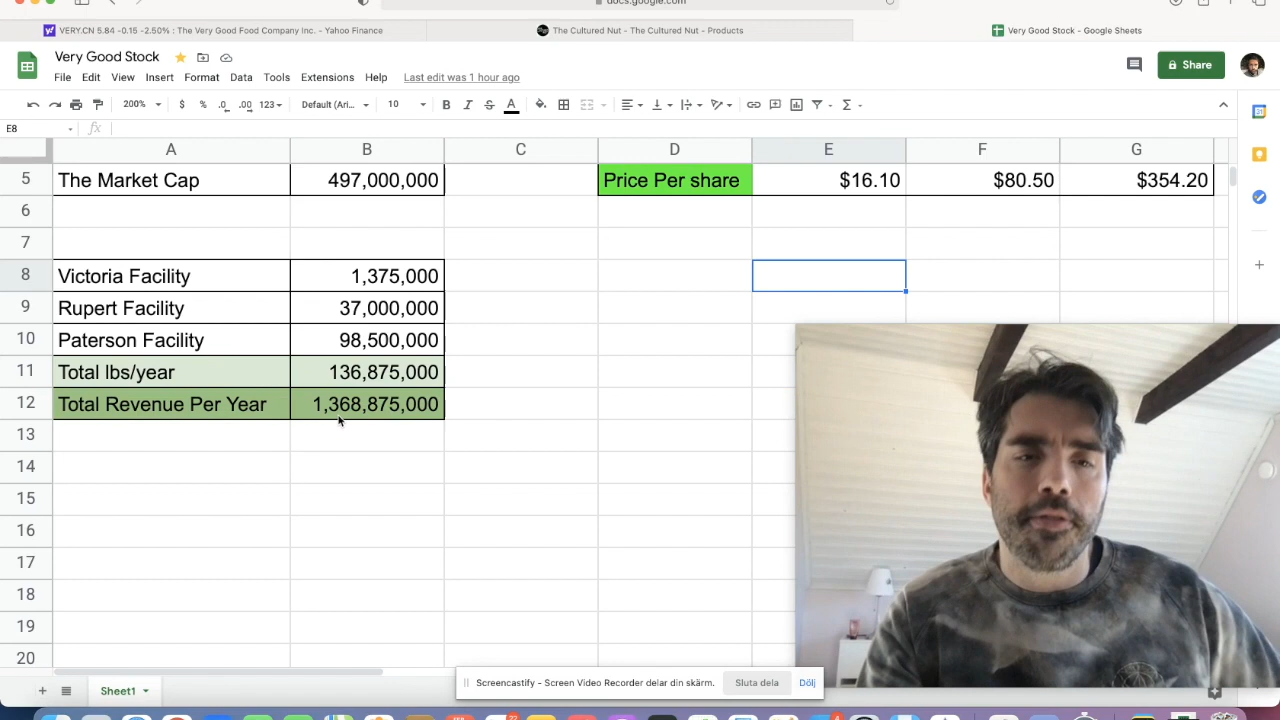 docs.google.com
VERY.CN 5.84 -0.15 -2.50% : The Very Good Food Company Inc. - Yahoo Finance
The Cultured Nut - The Cultured Nut - Products
Very Good Stock - Google Sheets
Very Good Stock
File Edit View Insert Format Data Tools Extensions Help Last edit was 1 hour ago
Share
200% $ % .0 .00 123 Default (Ari... 10 B I S A
E8 fx
A B C D E F G
5 The Market Cap 497,000,000 Price Per share $16.10 $80.50 $354.20
6
7
8 Victoria Facility 1,375,000
9 Rupert Facility 37,000,000
10 Paterson Facility 98,500,000
11 Total lbs/year 136,875,000
12 Total Revenue Per Year 1,368,875,000
13
14
15
16
17
18
19
20
Screencastify - Screen Video Recorder delar din skärm. Sluta dela Dölj
Sheet1